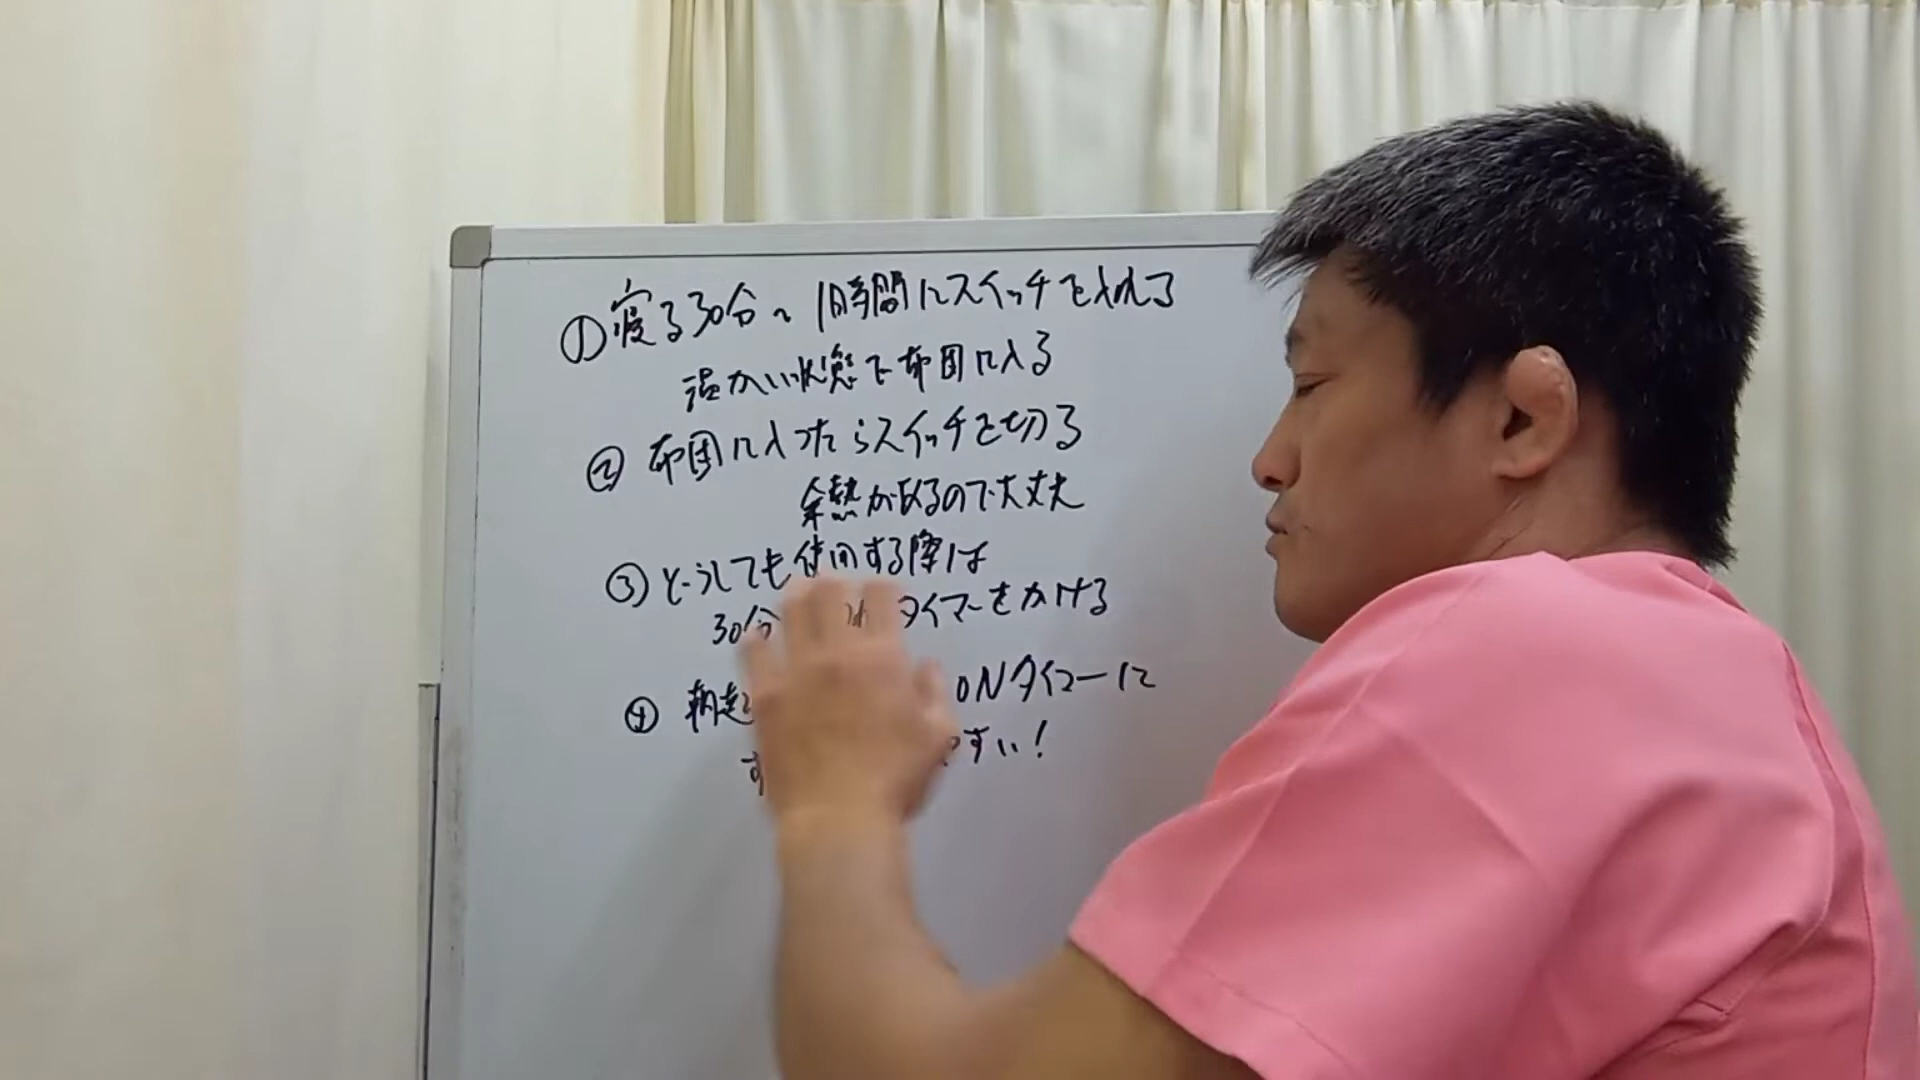 ①寝る30分～1時間にスイッチを入れる
温かい状態で布団に入る
②布団に入ったらスイッチを切る
余熱があるので大丈夫
③どうしても使用する際は
30分 タイマーをかける
④朝起 ONタイマーに
す やすい！